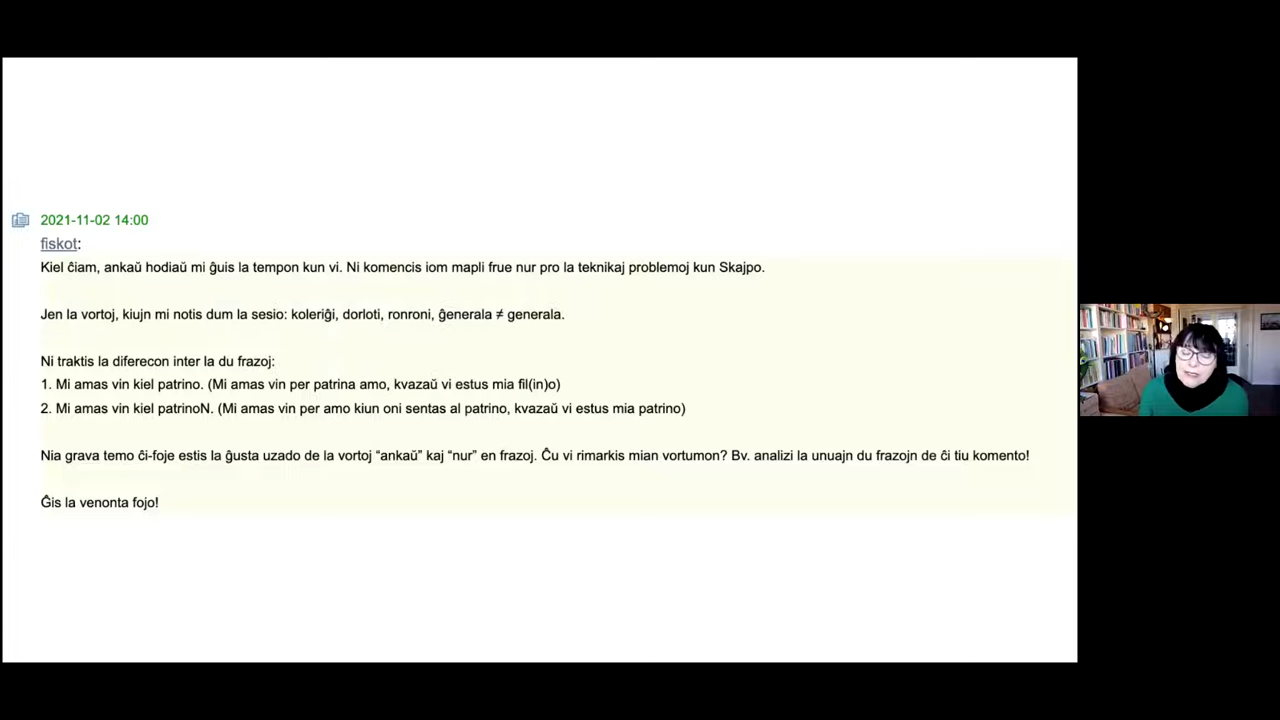 2021-11-02 14:00
fiskot:
Kiel ĉiam, ankaŭ hodiaŭ mi ĝuis la tempon kun vi. Ni komencis iom mapli frue nur pro la teknikaj problemoj kun Skajpo.
Jen la vortoj, kiujn mi notis dum la sesio: koleriĝi, dorloti, ronroni, ĝenerala ≠ generala.
Ni traktis la diferecon inter la du frazoj:
1. Mi amas vin kiel patrino. (Mi amas vin per patrina amo, kvazaŭ vi estus mia fil(in)o)
2. Mi amas vin kiel patrinoN. (Mi amas vin per amo kiun oni sentas al patrino, kvazaŭ vi estus mia patrino)
Nia grava temo ĉi-foje estis la ĝusta uzado de la vortoj “ankaŭ” kaj “nur” en frazoj. Ĉu vi rimarkis mian vortumon? Bv. analizi la unuajn du frazojn de ĉi tiu komento!
Ĝis la venonta fojo!